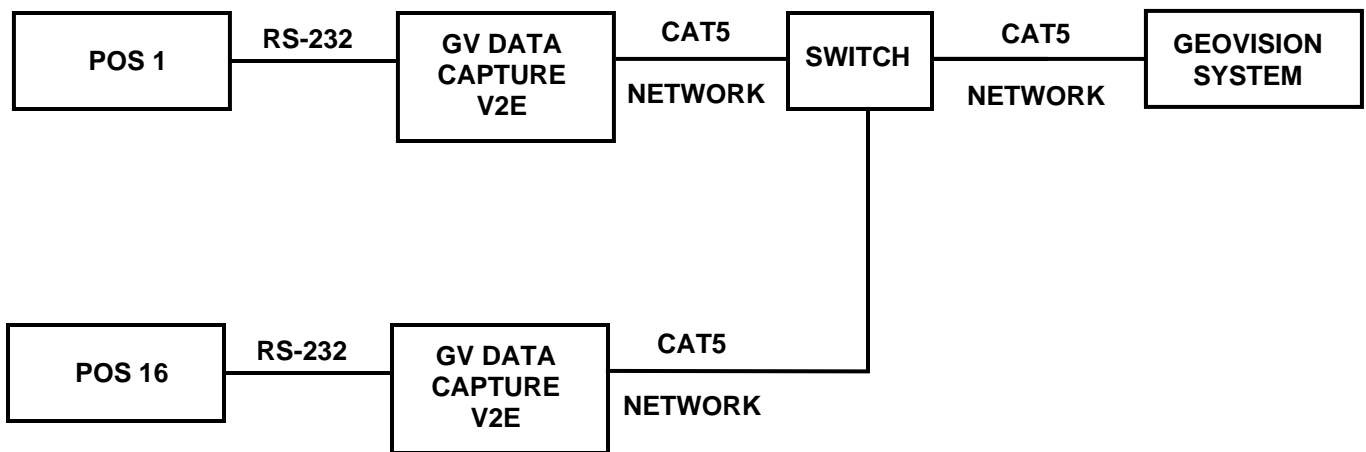 POS 1
RS-232
GV DATA
CAPTURE
V2E
CAT5
NETWORK
SWITCH
CAT5
NETWORK
GEOVISION
SYSTEM
POS 16
RS-232
GV DATA
CAPTURE
V2E
CAT5
NETWORK